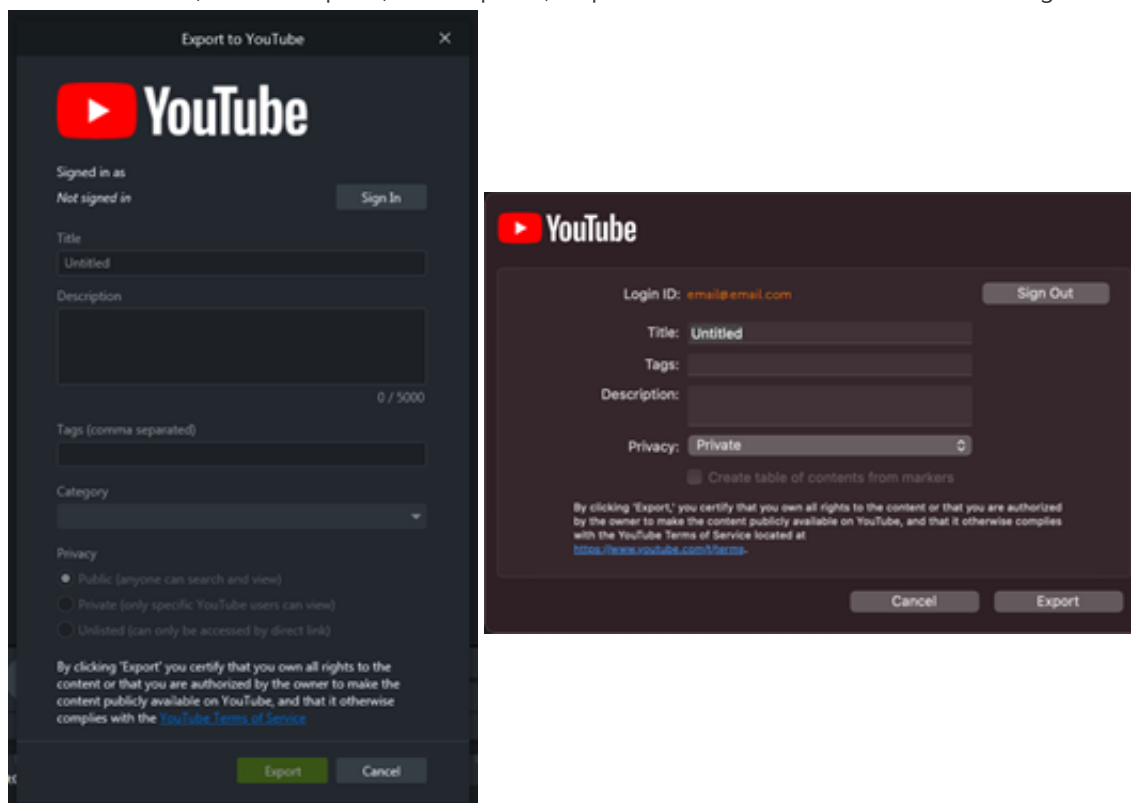 Export to YouTube
YouTube
Signed in as
Not signed in
Sign In
Title
Untitled
Description
0 / 5000
Tags (comma separated)
Category
Privacy
Public (anyone can search and view)
Private (only specific YouTube users can view)
Unlisted (can only be accessed by direct link)
By clicking 'Export' you certify that you own all rights to the
content or that you are authorized by the owner to make the
content publicly available on YouTube, and that it otherwise
complies with the YouTube Terms of Service
Export
Cancel
YouTube
Login ID: email@email.com
Sign Out
Title: Untitled
Tags:
Description:
Privacy: Private
Create table of contents from markers
By clicking 'Export,' you certify that you own all rights to the content or that you are authorized
by the owner to make the content publicly available on YouTube, and that it otherwise complies
with the YouTube Terms of Service located at
https://www.youtube.com/t/terms.
Cancel
Export